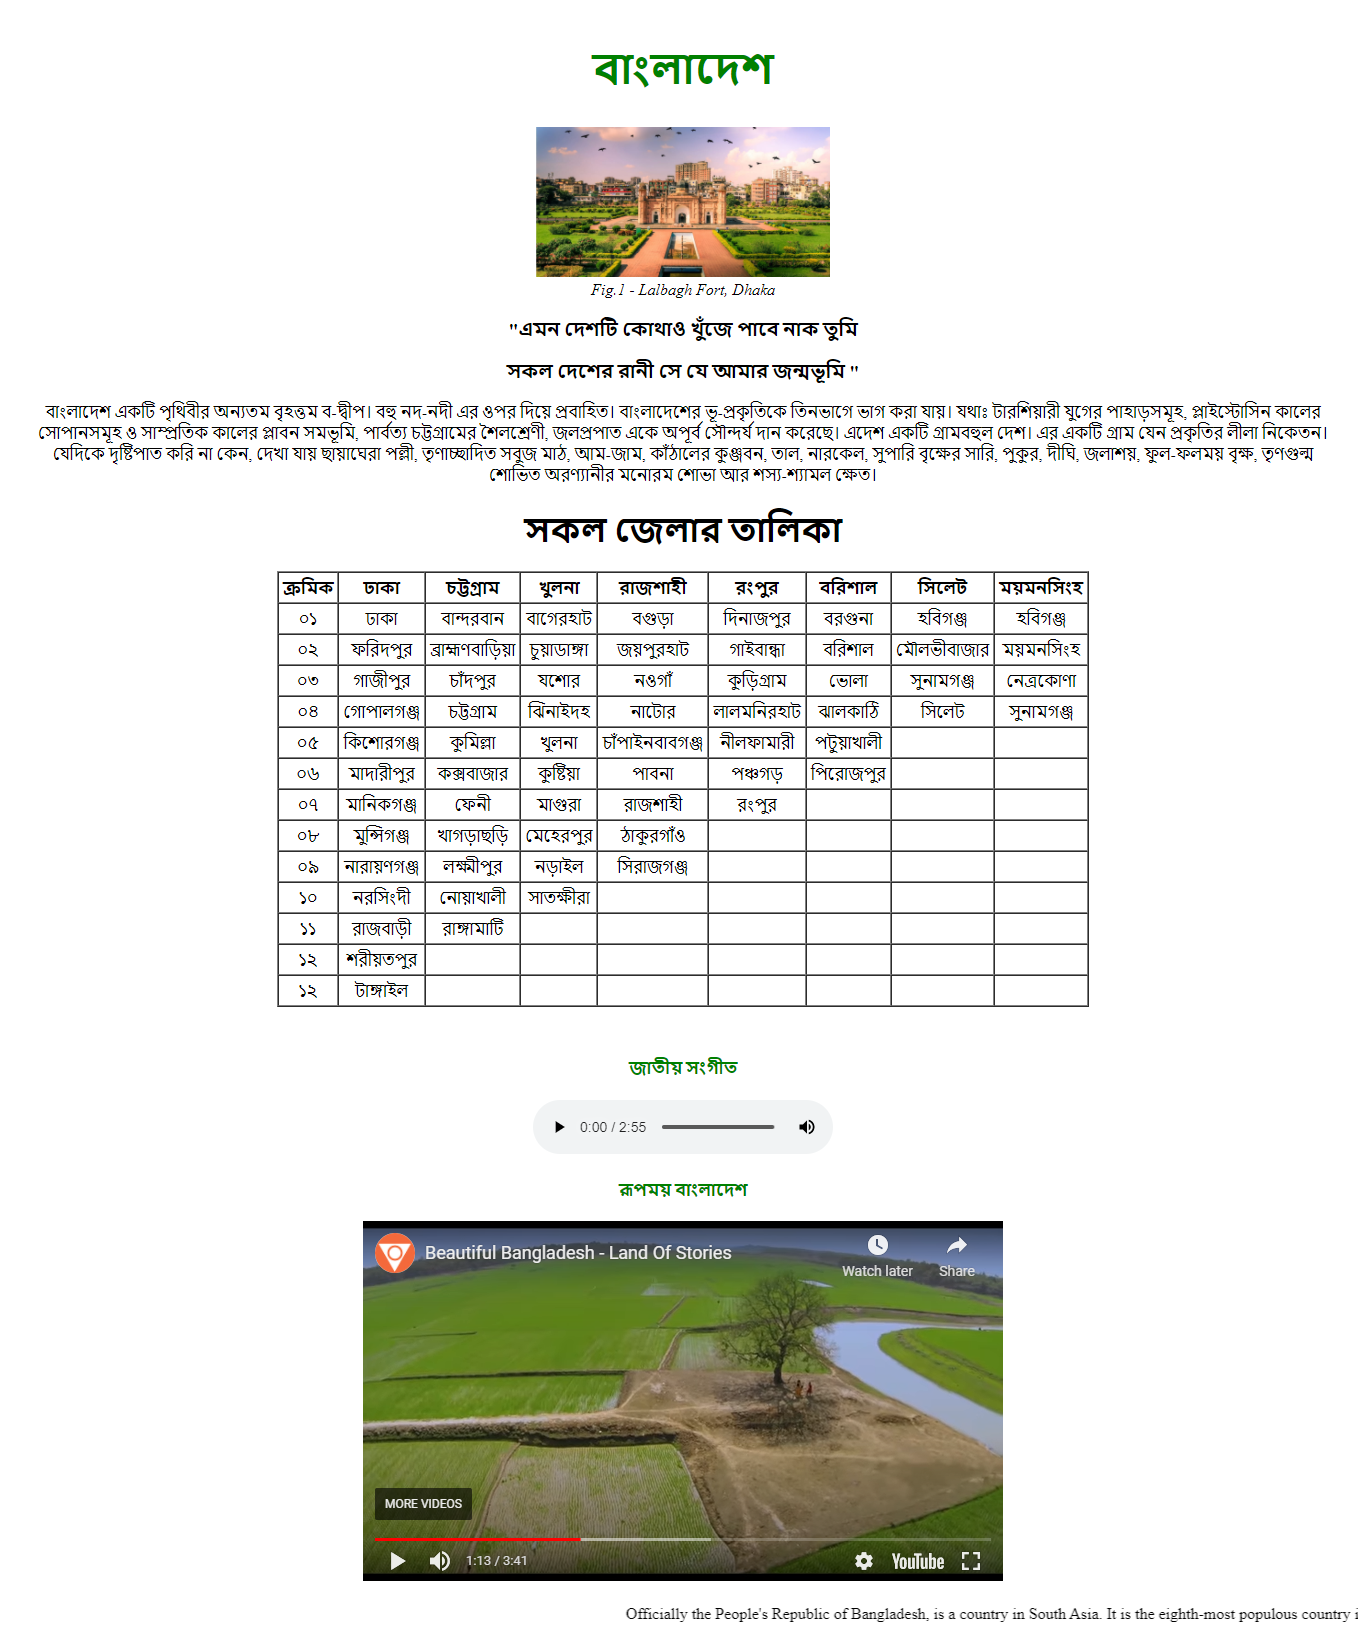 বাংলাদেশ
Fig.1 - Lalbagh Fort, Dhaka
"এমন দেশটি কোথাও খুঁজে পাবে নাক তুমি
সকল দেশের রানী সে যে আমার জন্মভূমি "
বাংলাদেশ একটি পৃথিবীর অন্যতম বৃহত্তম ব-দ্বীপ। বহু নদ-নদী এর ওপর দিয়ে প্রবাহিত। বাংলাদেশের ভূ-প্রকৃতিকে তিনভাগে ভাগ করা যায়। যথাঃ টারশিয়ারী যুগের পাহাড়সমূহ, প্লাইস্টোসিন কালের
সোপানসমূহ ও সাম্প্রতিক কালের প্লাবন সমভূমি, পার্বত্য চট্টগ্রামের শৈলশ্রেণী, জলপ্রপাত একে অপূর্ব সৌন্দর্য দান করেছে। এদেশ একটি গ্রামবহুল দেশ। এর একটি গ্রাম যেন প্রকৃতির লীলা নিকেতন।
যেদিকে দৃষ্টিপাত করি না কেন, দেখা যায় ছায়াঘেরা পল্লী, তৃণাচ্ছাদিত সবুজ মাঠ, আম-জাম, কাঁঠালের কুঞ্জবন, তাল, নারকেল, সুপারি বৃক্ষের সারি, পুকুর, দীঘি, জলাশয়, ফুল-ফলময় বৃক্ষ, তৃণগুল্ম
শোভিত অরণ্যানীর মনোরম শোভা আর শস্য-শ্যামল ক্ষেত।
সকল জেলার তালিকা
ক্রমিক ঢাকা চট্টগ্রাম খুলনা রাজশাহী রংপুর বরিশাল সিলেট ময়মনসিংহ
০১ ঢাকা বান্দরবান বাগেরহাট বগুড়া দিনাজপুর বরগুনা হবিগঞ্জ হবিগঞ্জ
০২ ফরিদপুর ব্রাহ্মণবাড়িয়া চুয়াডাঙ্গা জয়পুরহাট গাইবান্ধা বরিশাল মৌলভীবাজার ময়মনসিংহ
০৩ গাজীপুর চাঁদপুর যশোর নওগাঁ কুড়িগ্রাম ভোলা সুনামগঞ্জ নেত্রকোণা
০৪ গোপালগঞ্জ চট্টগ্রাম ঝিনাইদহ নাটোর লালমনিরহাট ঝালকাঠি সিলেট সুনামগঞ্জ
০৫ কিশোরগঞ্জ কুমিল্লা খুলনা চাঁপাইনবাবগঞ্জ নীলফামারী পটুয়াখালী
০৬ মাদারীপুর কক্সবাজার কুষ্টিয়া পাবনা পঞ্চগড় পিরোজপুর
০৭ মানিকগঞ্জ ফেনী মাগুরা রাজশাহী রংপুর
০৮ মুন্সিগঞ্জ খাগড়াছড়ি মেহেরপুর ঠাকুরগাঁও
০৯ নারায়ণগঞ্জ লক্ষ্মীপুর নড়াইল সিরাজগঞ্জ
১০ নরসিংদী নোয়াখালী সাতক্ষীরা
১১ রাজবাড়ী রাঙ্গামাটি
১২ শরীয়তপুর
১২ টাঙ্গাইল
জাতীয় সংগীত
0:00 / 2:55
রূপময় বাংলাদেশ
Beautiful Bangladesh - Land Of Stories
Watch later Share
MORE VIDEOS
1:13 / 3:41 YouTube
Officially the People's Republic of Bangladesh, is a country in South Asia. It is the eighth-most populous country i